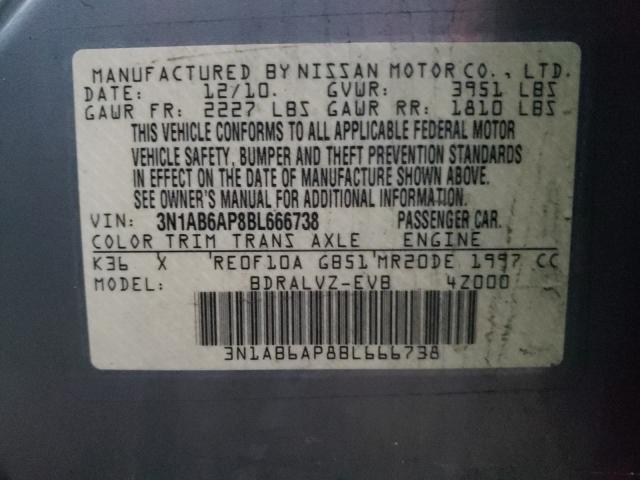 MANUFACTURED BY NISSAN MOTOR CO., LTD.
DATE: 12/10. GVWR: 3951 LBS
GAWR FR: 2227 LBS GAWR RR: 1810 LBS
THIS VEHICLE CONFORMS TO ALL APPLICABLE FEDERAL MOTOR
VEHICLE SAFETY, BUMPER AND THEFT PREVENTION STANDARDS
IN EFFECT ON THE DATE OF MANUFACTURE SHOWN ABOVE.
SEE OWNER'S MANUAL FOR ADDITIONAL INFORMATION.
VIN: 3N1AB6AP8BL666738 PASSENGER CAR.
COLOR TRIM TRANS AXLE ENGINE
K36 X 'RE0F10A GB51'MR20DE 1997 CC
MODEL: BDRALVZ-EVB 4Z000
3N1AB6AP8BL666738